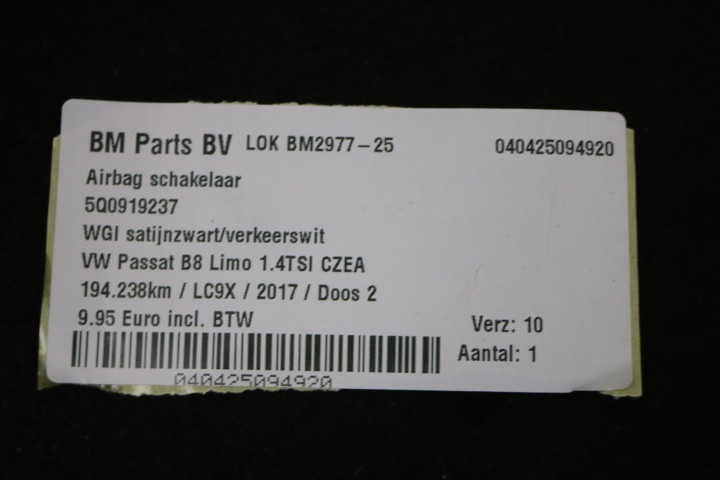 BM Parts BV LOK BM2977-25 040425094920
Airbag schakelaar
5Q0919237
WGI satijnzwart/verkeerswit
VW Passat B8 Limo 1.4TSI CZEA
194.238km / LC9X / 2017 / Doos 2
9.95 Euro incl. BTW
Verz: 10
Aantal: 1
040425094920